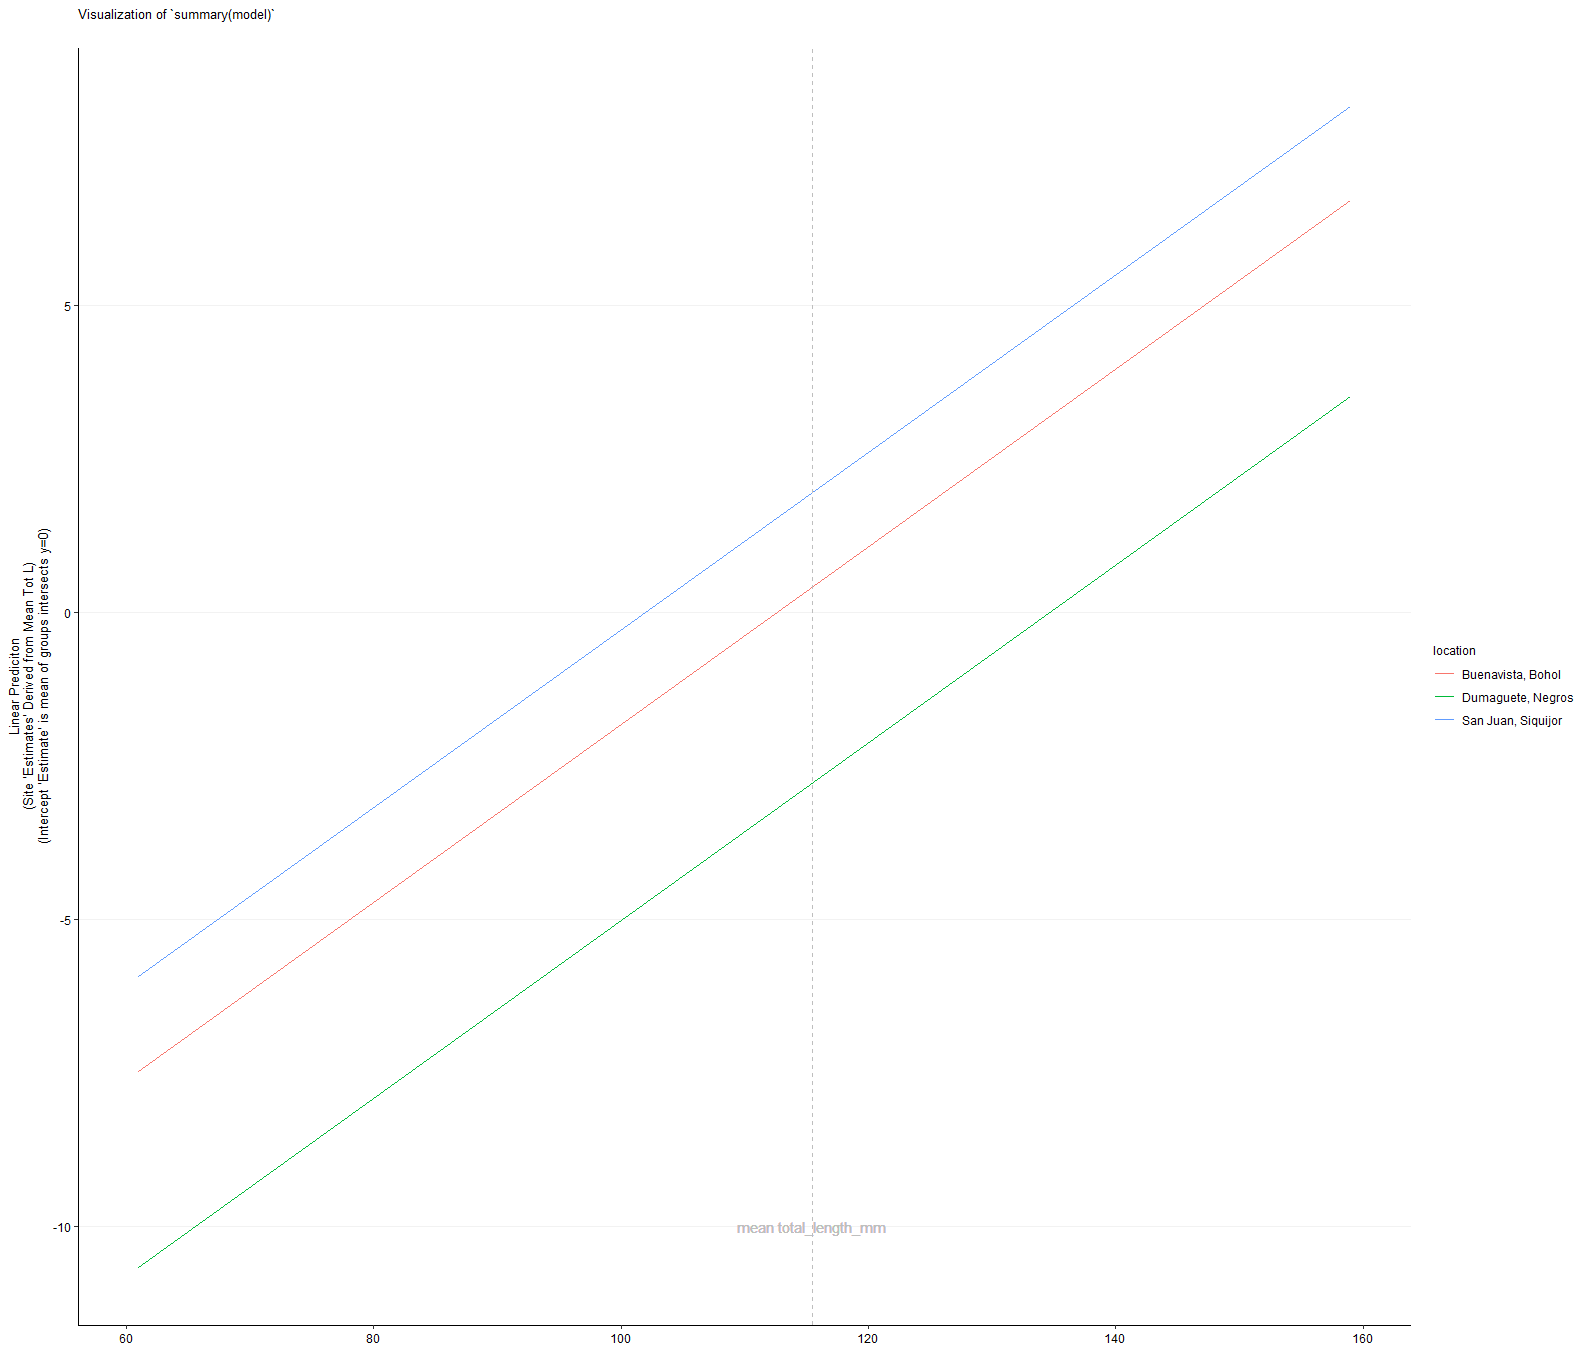 Visualization of `summary(model)`
Linear Prediciton
(Site 'Estimates' Derived from Mean Tot L)
(Intercept 'Estimate' is mean of groups intersects y=0)
5
0
-5
-10
mean total_length_mm
60
80
100
120
140
160
location
Buenavista, Bohol
Dumaguete, Negros
San Juan, Siquijor